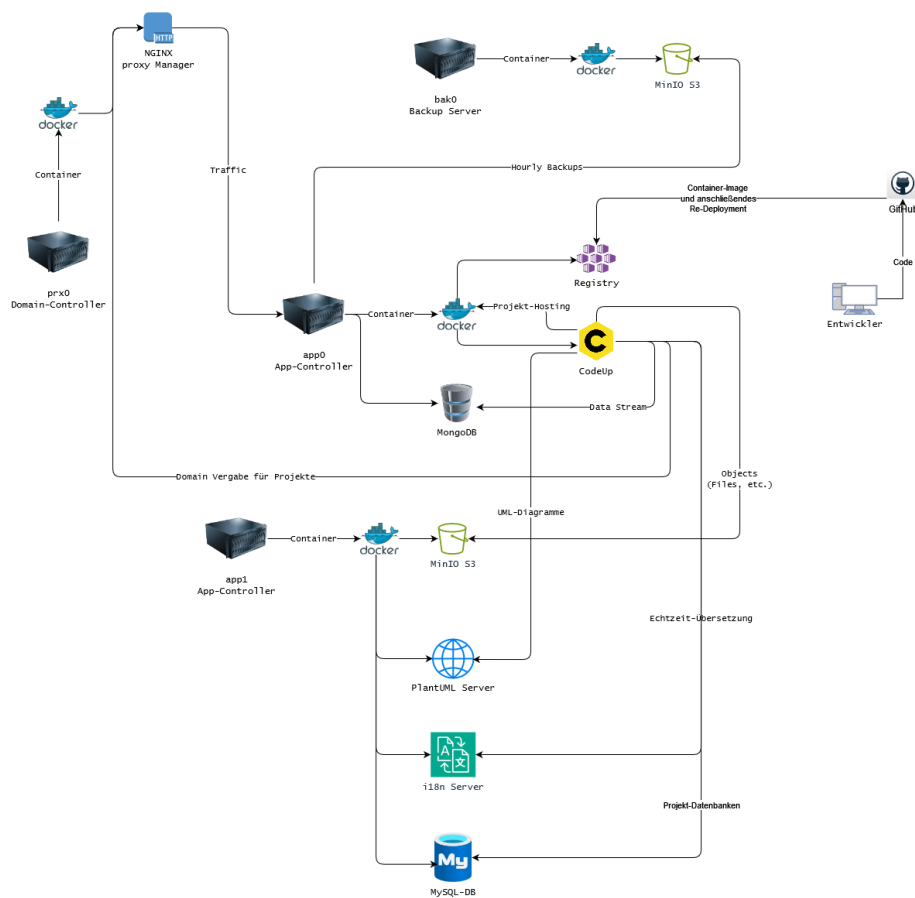 HTTP
NGINX
proxy Manager
docker
Container
prx0
Domain-Controller
Traffic
bak0
Backup Server
Container
docker
MinIO S3
Hourly Backups
Container-Image
und anschließendes
Re-Deployment
GitHub
Code
Entwickler
Registry
app0
App-Controller
Container
docker
Projekt-Hosting
C
CodeUp
MongoDB
Data Stream
Domain Vergabe für Projekte
Objects
(Files, etc.)
UML-Diagramme
app1
App-Controller
Container
docker
MinIO S3
Echtzeit-Übersetzung
PlantUML Server
A
文
i18n Server
Projekt-Datenbanken
My
MySQL-DB